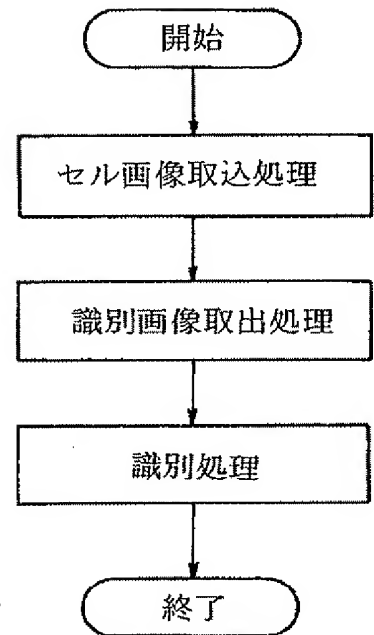 開始
セル画像取込処理
識別画像取出処理
識別処理
終了